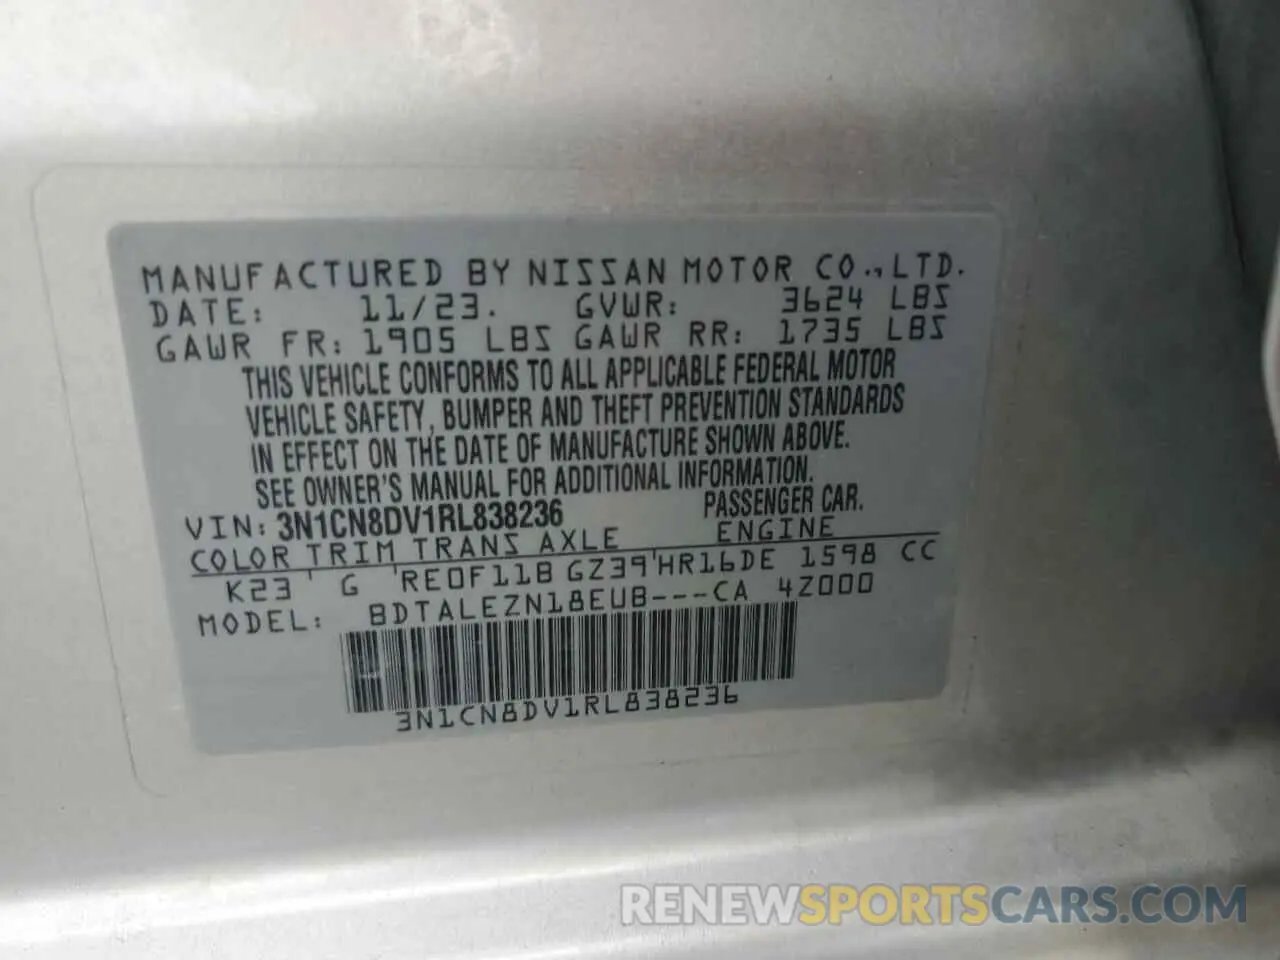 MANUFACTURED BY NISSAN MOTOR CO.,LTD.
DATE: 11/23. GVWR: 3624 LBS
GAWR FR: 1905 LBS GAWR RR: 1735 LBS
THIS VEHICLE CONFORMS TO ALL APPLICABLE FEDERAL MOTOR
VEHICLE SAFETY, BUMPER AND THEFT PREVENTION STANDARDS
IN EFFECT ON THE DATE OF MANUFACTURE SHOWN ABOVE.
SEE OWNER'S MANUAL FOR ADDITIONAL INFORMATION.
VIN: 3N1CN8DV1RL838236 PASSENGER CAR.
COLOR TRIM TRANS AXLE ENGINE
K23 ' G ' RE0F11B GZ39 ' HR16DE 1598 CC
MODEL: BDTALEZN18EUB---CA 4Z000
3N1CN8DV1RL838236
RENEWSPORTSCARS.COM